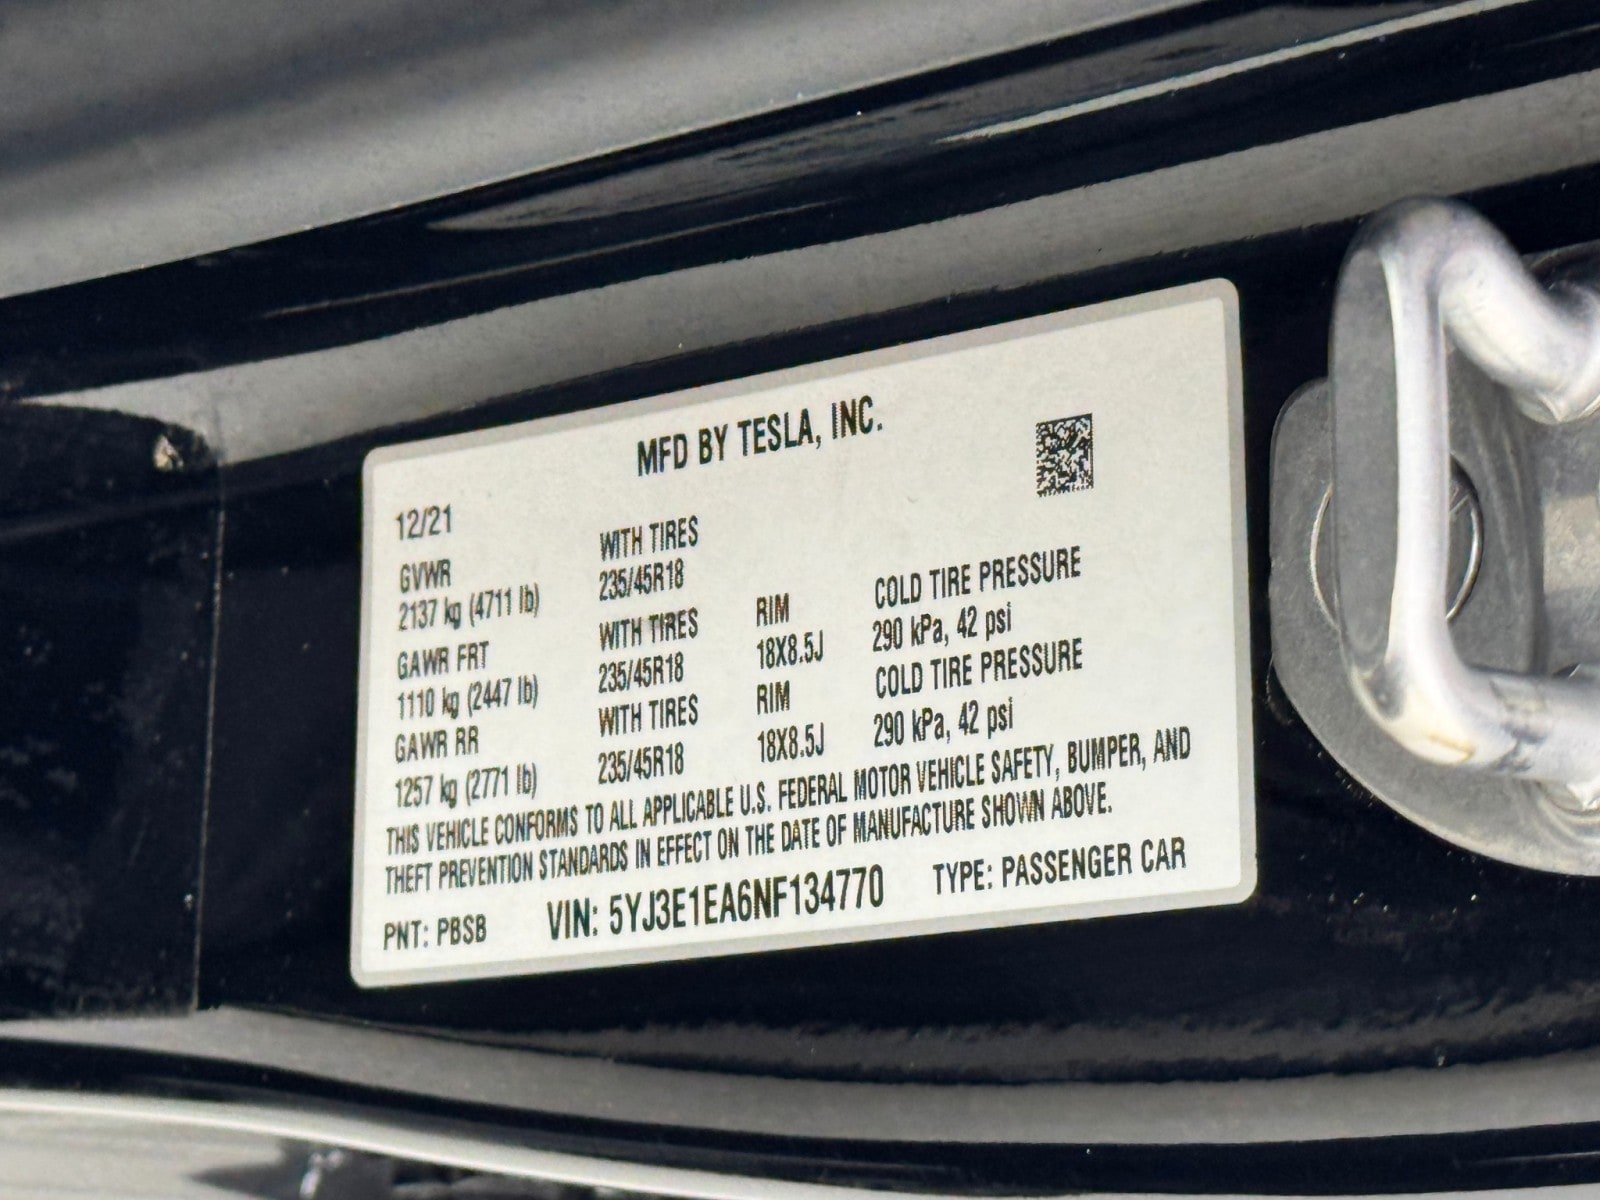 MFD BY TESLA, INC.
12/21
GVWR WITH TIRES
2137 kg (4711 lb) 235/45R18
GAWR FRT WITH TIRES RIM COLD TIRE PRESSURE
1110 kg (2447 lb) 235/45R18 18X8.5J 290 kPa, 42 psi
GAWR RR WITH TIRES RIM COLD TIRE PRESSURE
1257 kg (2771 lb) 235/45R18 18X8.5J 290 kPa, 42 psi
THIS VEHICLE CONFORMS TO ALL APPLICABLE U.S. FEDERAL MOTOR VEHICLE SAFETY, BUMPER, AND
THEFT PREVENTION STANDARDS IN EFFECT ON THE DATE OF MANUFACTURE SHOWN ABOVE.
PNT: PBSB VIN: 5YJ3E1EA6NF134770 TYPE: PASSENGER CAR